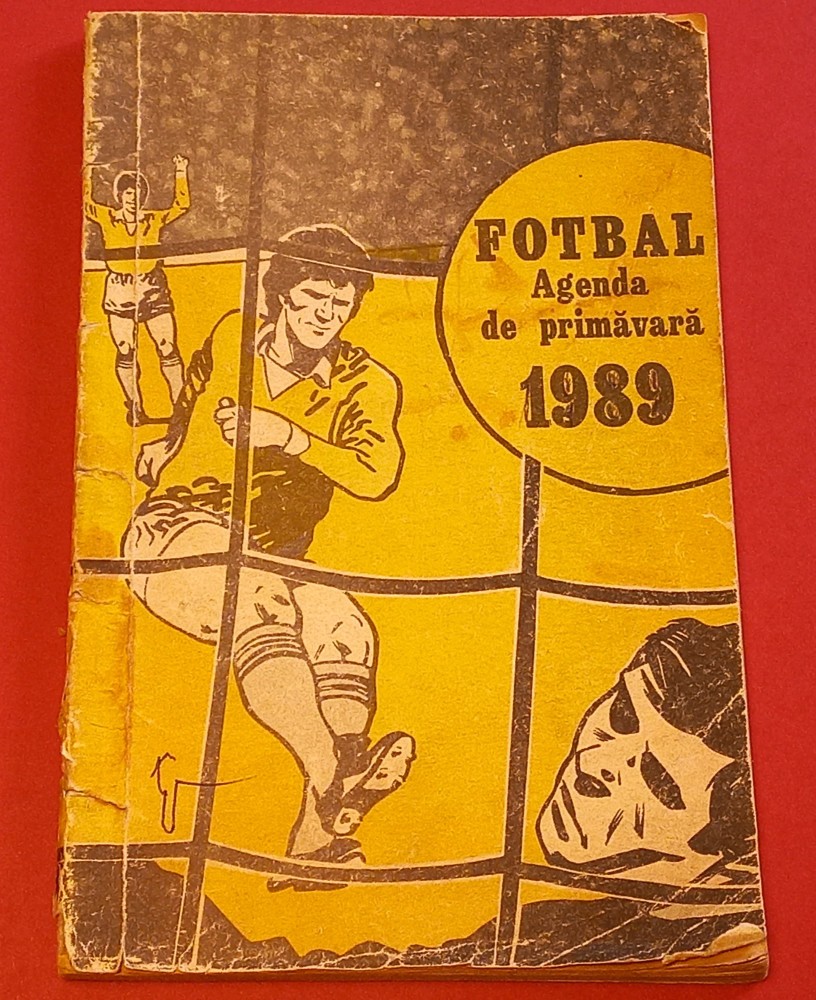 FOTBAL
Agenda
de primăvară
1989